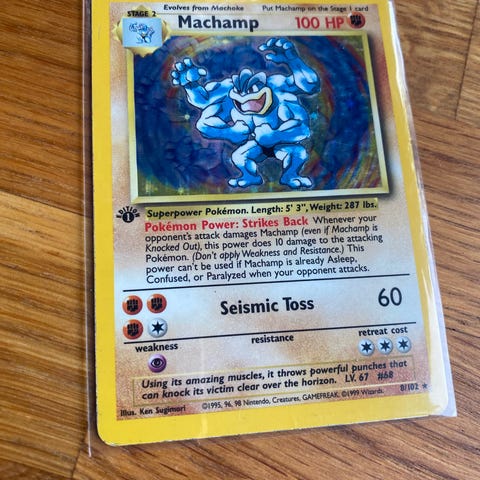 STAGE 2 Evolves from Machoke Put Machamp on the Stage 1 card
Machamp 100 HP
EDITION 1
Superpower Pokémon. Length: 5' 3", Weight: 287 lbs.
Pokémon Power: Strikes Back Whenever your
opponent's attack damages Machamp (even if Machamp is
Knocked Out), this power does 10 damage to the attacking
Pokémon. (Don't apply Weakness and Resistance.) This
power can't be used if Machamp is already Asleep,
Confused, or Paralyzed when your opponent attacks.
Seismic Toss 60
weakness resistance retreat cost
Using its amazing muscles, it throws powerful punches that
can knock its victim clear over the horizon. LV. 67 #68
Illus. Ken Sugimori ©1995, 96, 98 Nintendo, Creatures, GAMEFREAK. ©1999 Wizards. 8/102 ★